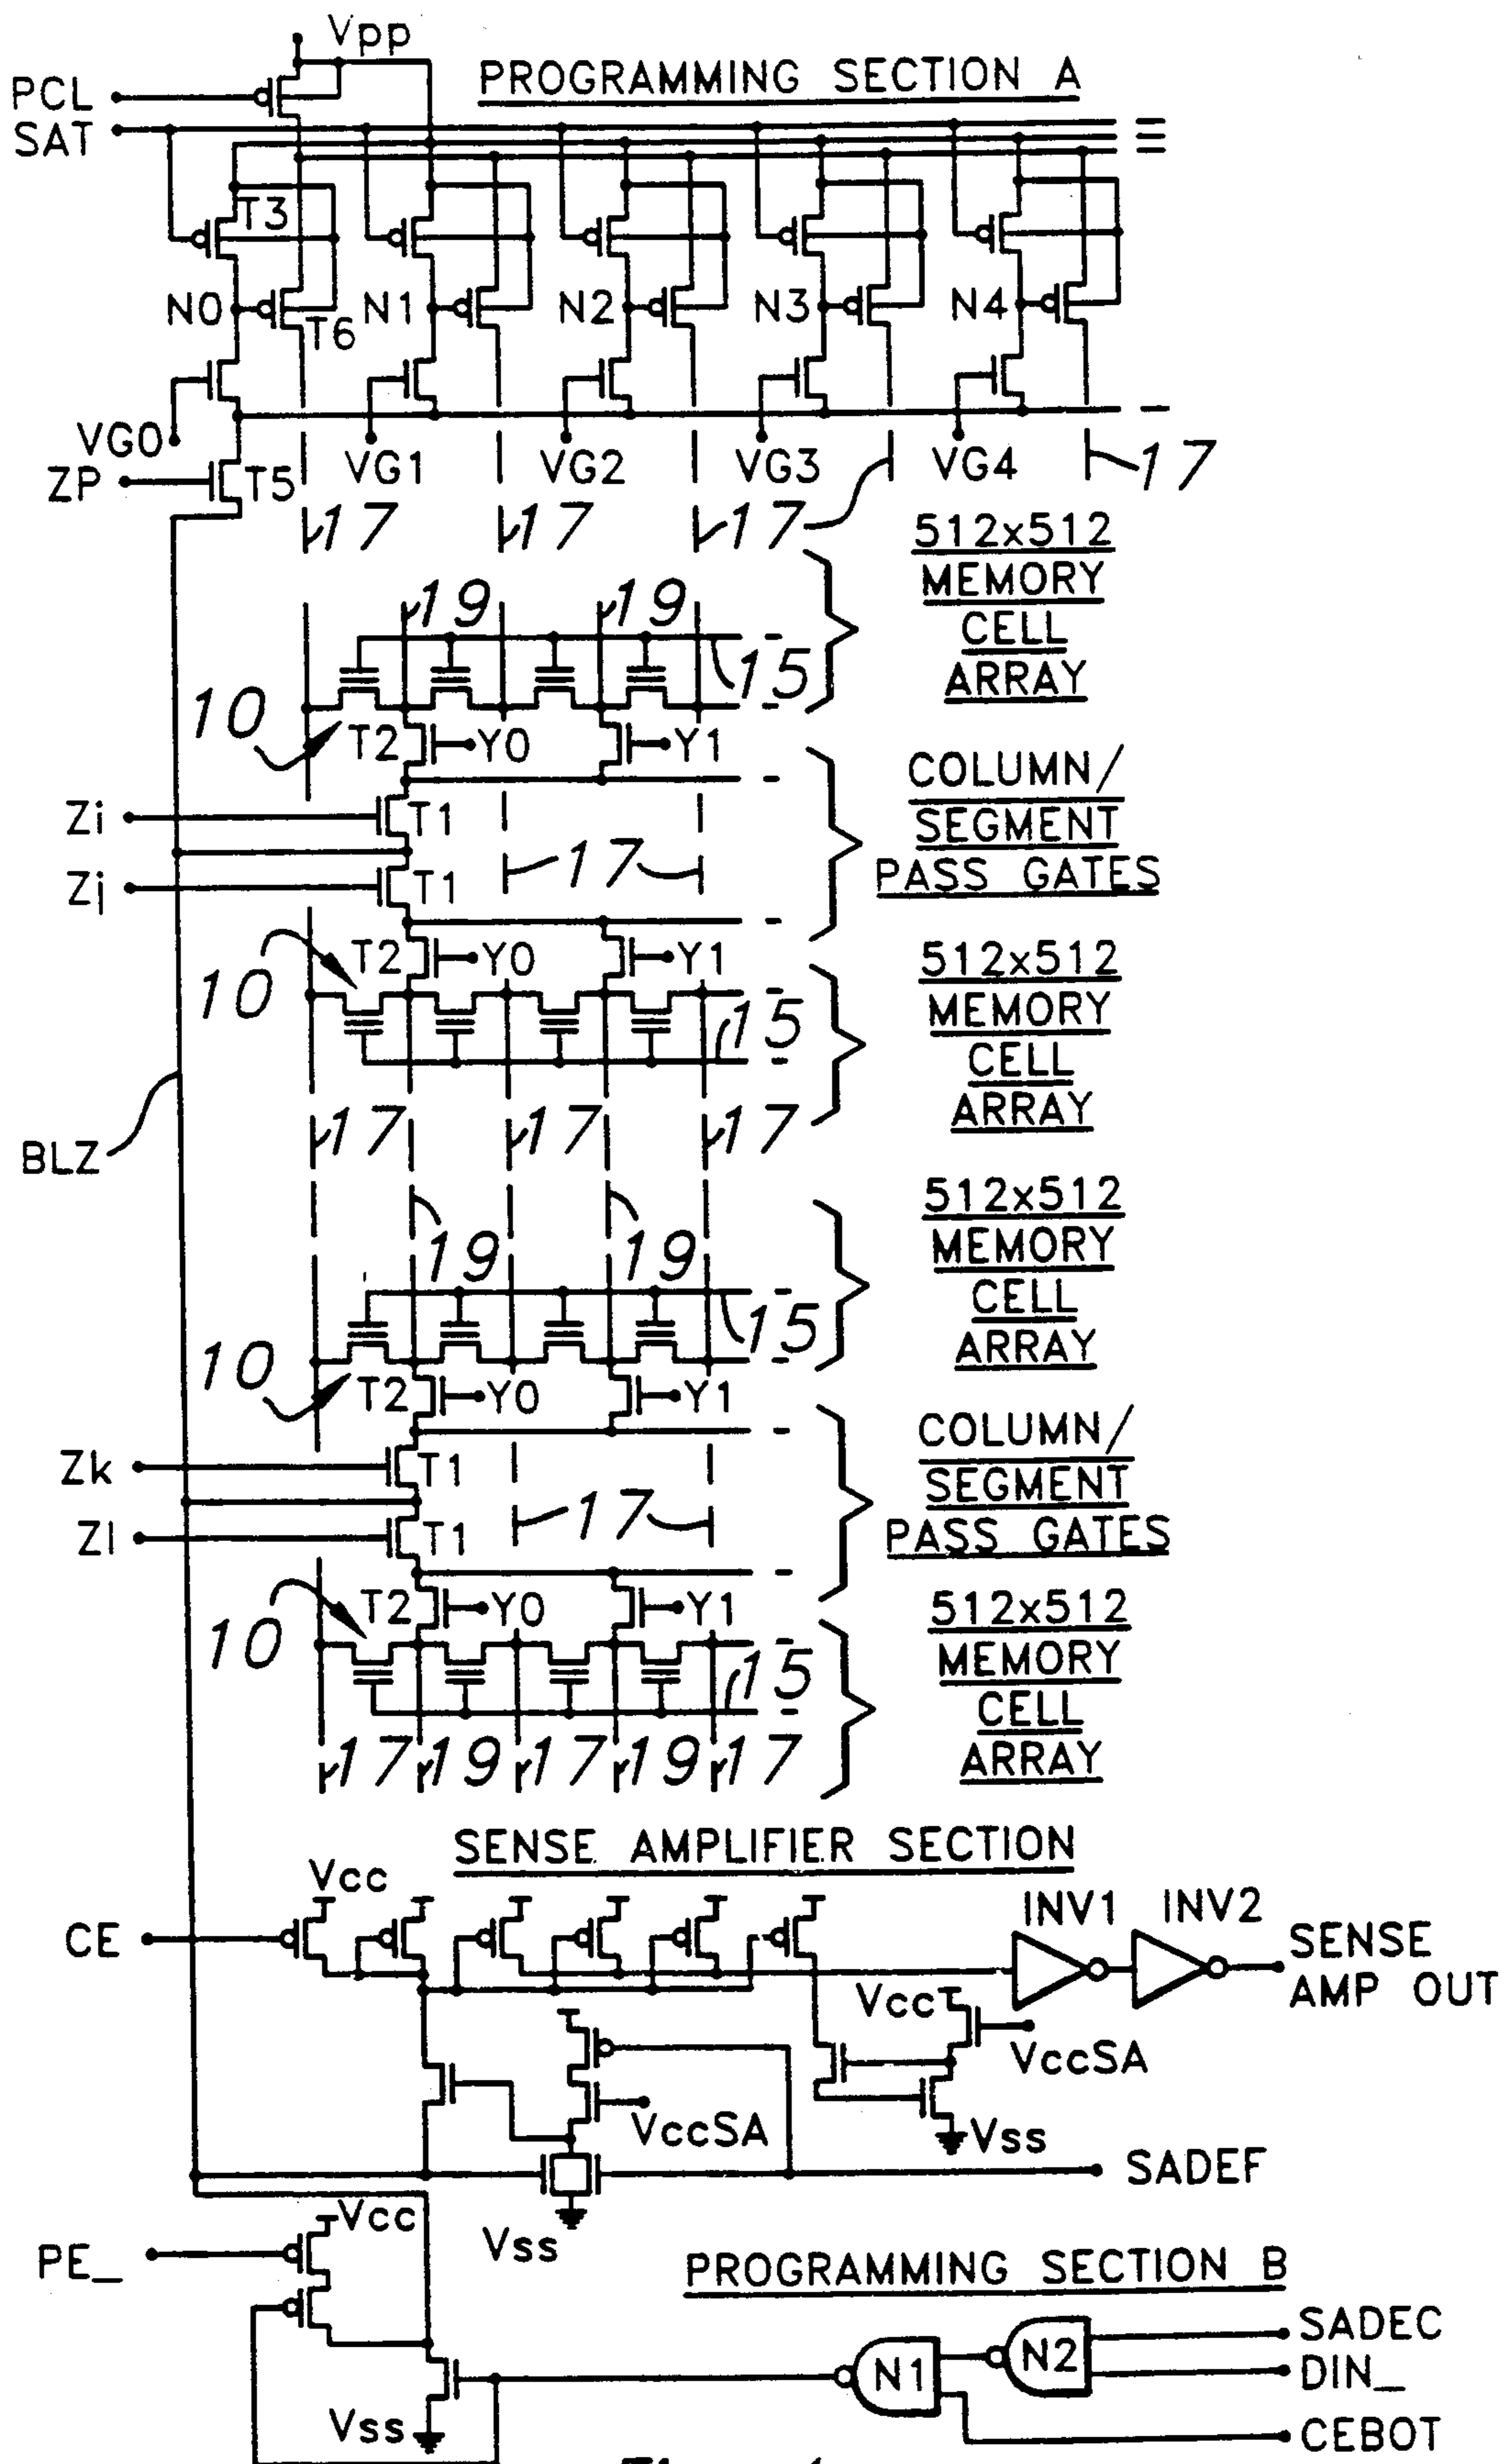 Vpp
PROGRAMMING SECTION A
PCL
SAT
T3
N0
T6
N1
N2
N3
N4
VG0
VG1
VG2
VG3
VG4
17
ZP
T5
17
17
17
512x512
MEMORY
CELL
ARRAY
19
19
15
10
T2
Y0
Y1
COLUMN/
SEGMENT
PASS GATES
Zi
T1
17
Zj
T1
T2
Y0
Y1
10
15
512x512
MEMORY
CELL
ARRAY
17
17
17
BLZ
19
19
512x512
MEMORY
CELL
ARRAY
15
10
T2
Y0
Y1
COLUMN/
SEGMENT
PASS GATES
Zk
T1
17
Zl
T1
T2
Y0
Y1
10
15
512x512
MEMORY
CELL
ARRAY
17
19
17
19
17
SENSE AMPLIFIER SECTION
Vcc
CE
INV1
INV2
SENSE
AMP OUT
Vcc
VccSA
VccSA
Vss
SADEF
Vcc
Vss
PE_
PROGRAMMING SECTION B
SADEC
N1
N2
DIN_
Vss
CEBOT